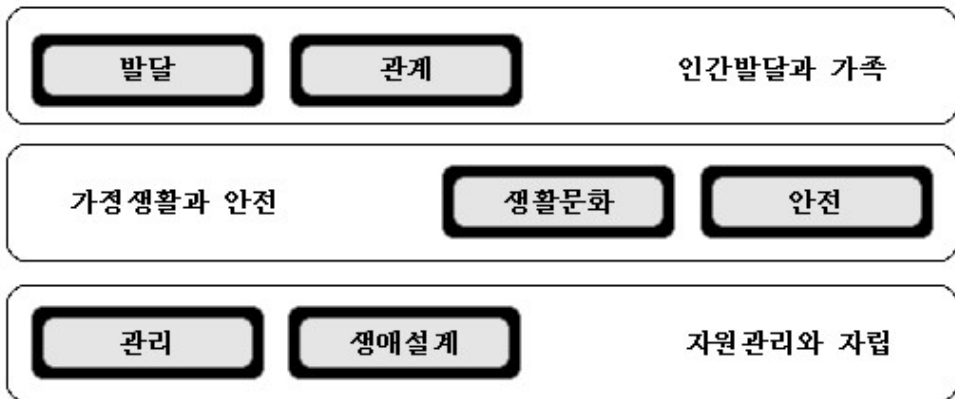 발달 관계 인간발달과 가족
가정생활과 안전 생활문화 안전
관리 생애설계 자원관리와 자립